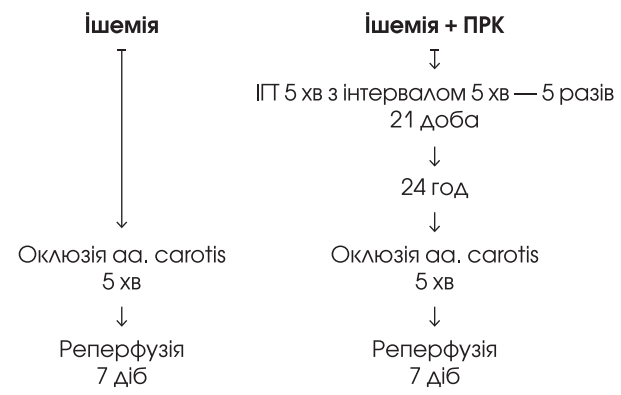 Ішемія
Оклюзія aa. carotis
5 хв
Реперфузія
7 діб
Ішемія + ПРК
ІГТ 5 хв з інтервалом 5 хв — 5 разів
21 доба
24 год
Оклюзія aa. carotis
5 хв
Реперфузія
7 діб